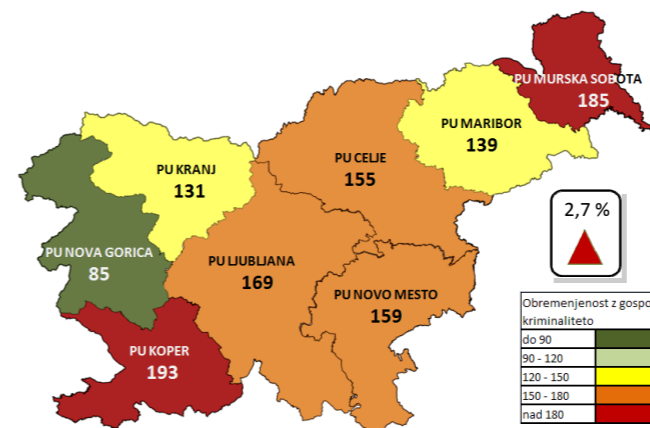 PU MURSKA SOBOTA
185
PU MARIBOR
139
PU CELJE
155
PU KRANJ
131
2,7 %
PU NOVA GORICA
85
PU LJUBLJANA
169
PU NOVO MESTO
159
PU KOPER
193
Obremenjenost z
kriminaliteto
do 90
90 - 120
120 - 150
150 - 180
nad 180